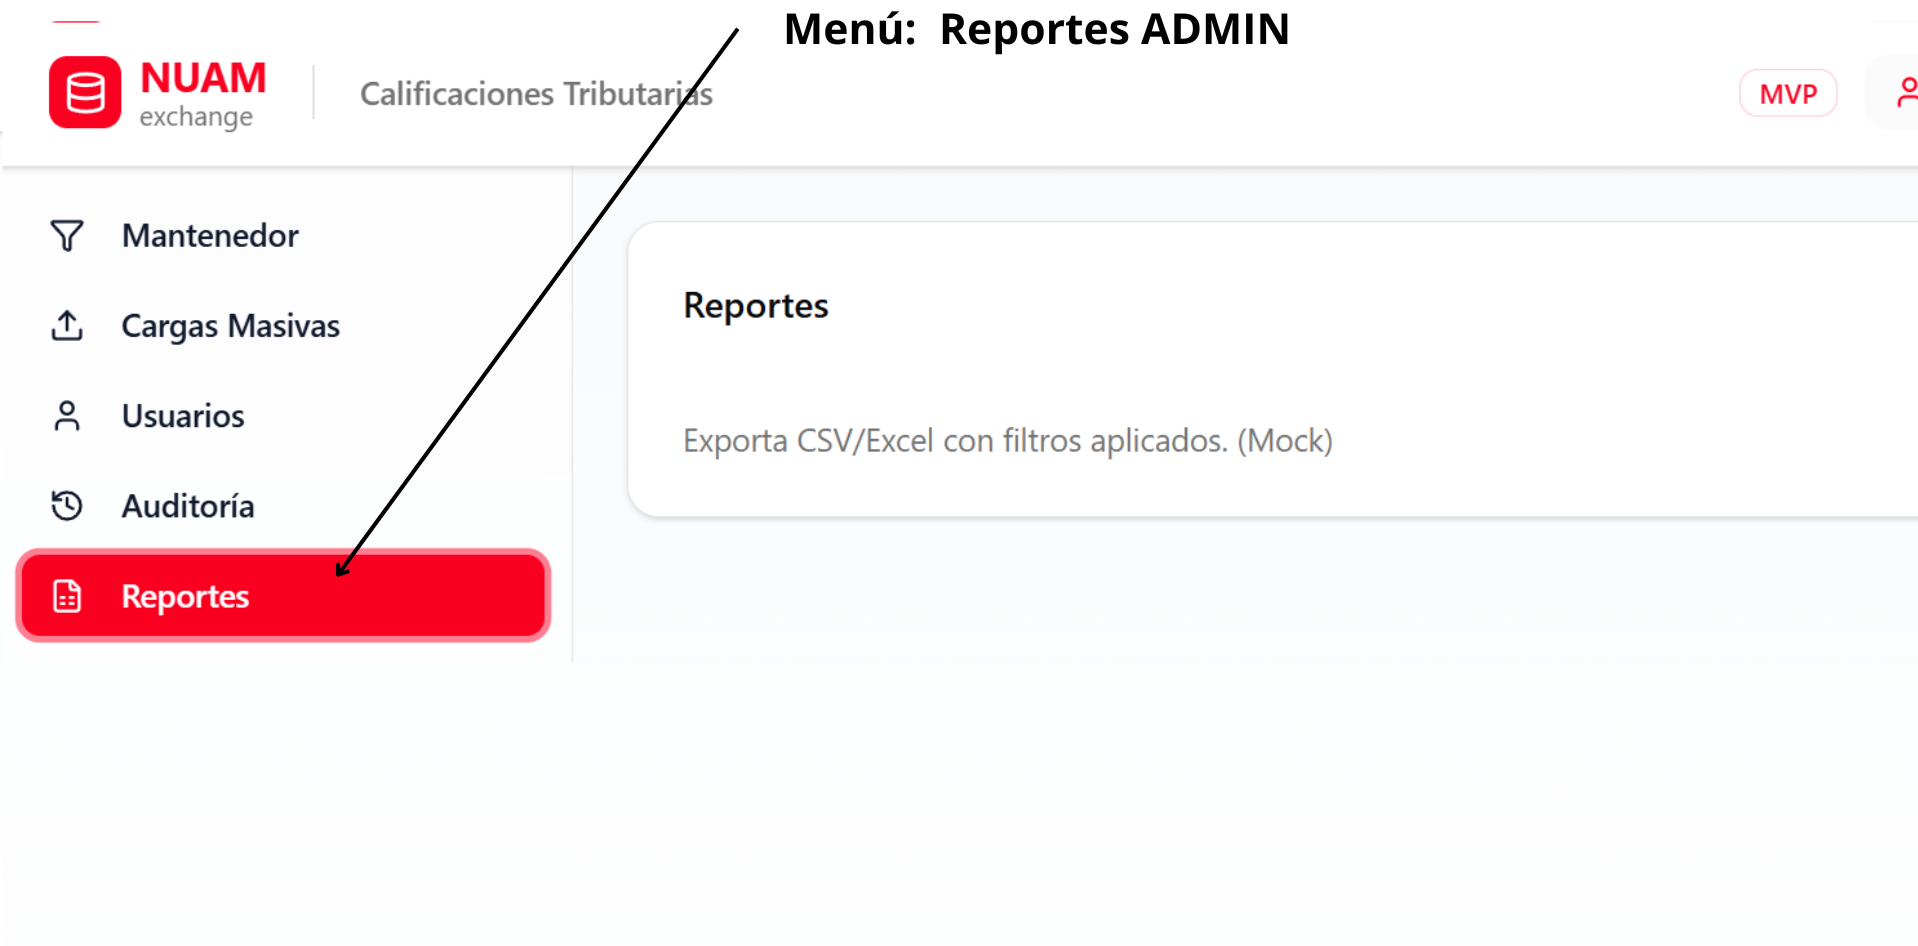 Menú:  Reportes ADMIN
NUAM
exchange
Calificaciones Tributarias
MVP
Mantenedor
Cargas Masivas
Usuarios
Auditoría
Reportes
Reportes
Exporta CSV/Excel con filtros aplicados. (Mock)